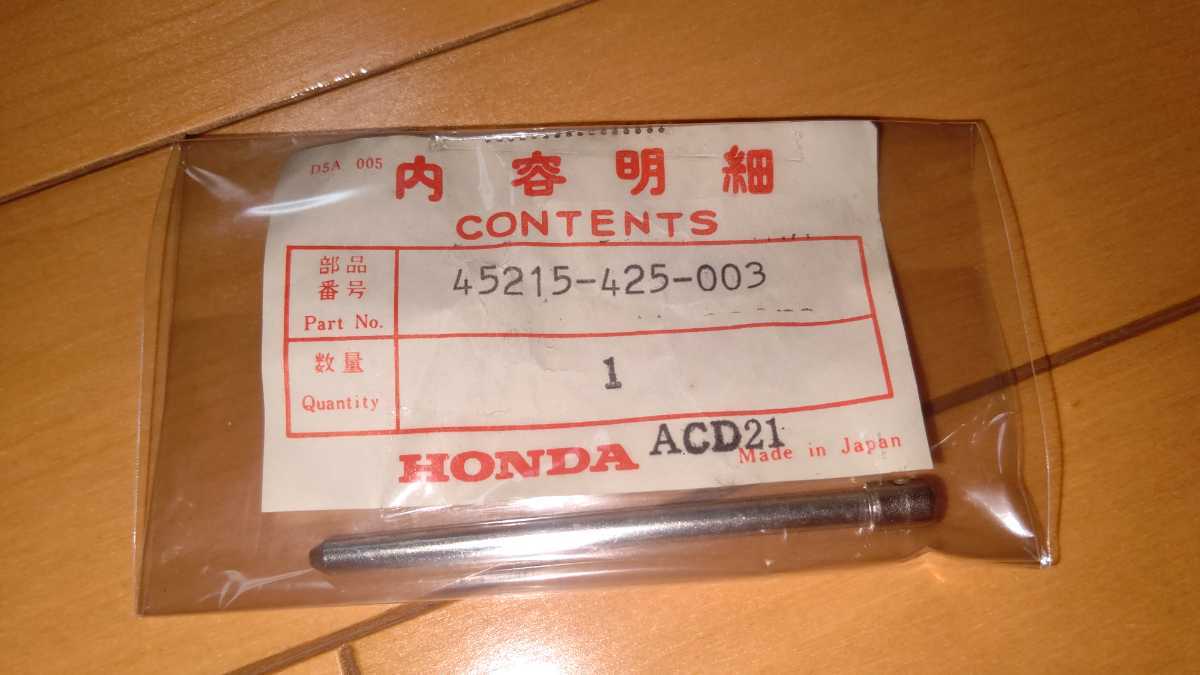 D5A 005
内容明細
CONTENTS
部品
番号
Part No.
45215-425-003
数量
Quantity
1
HONDA
ACD21
Made in Japan